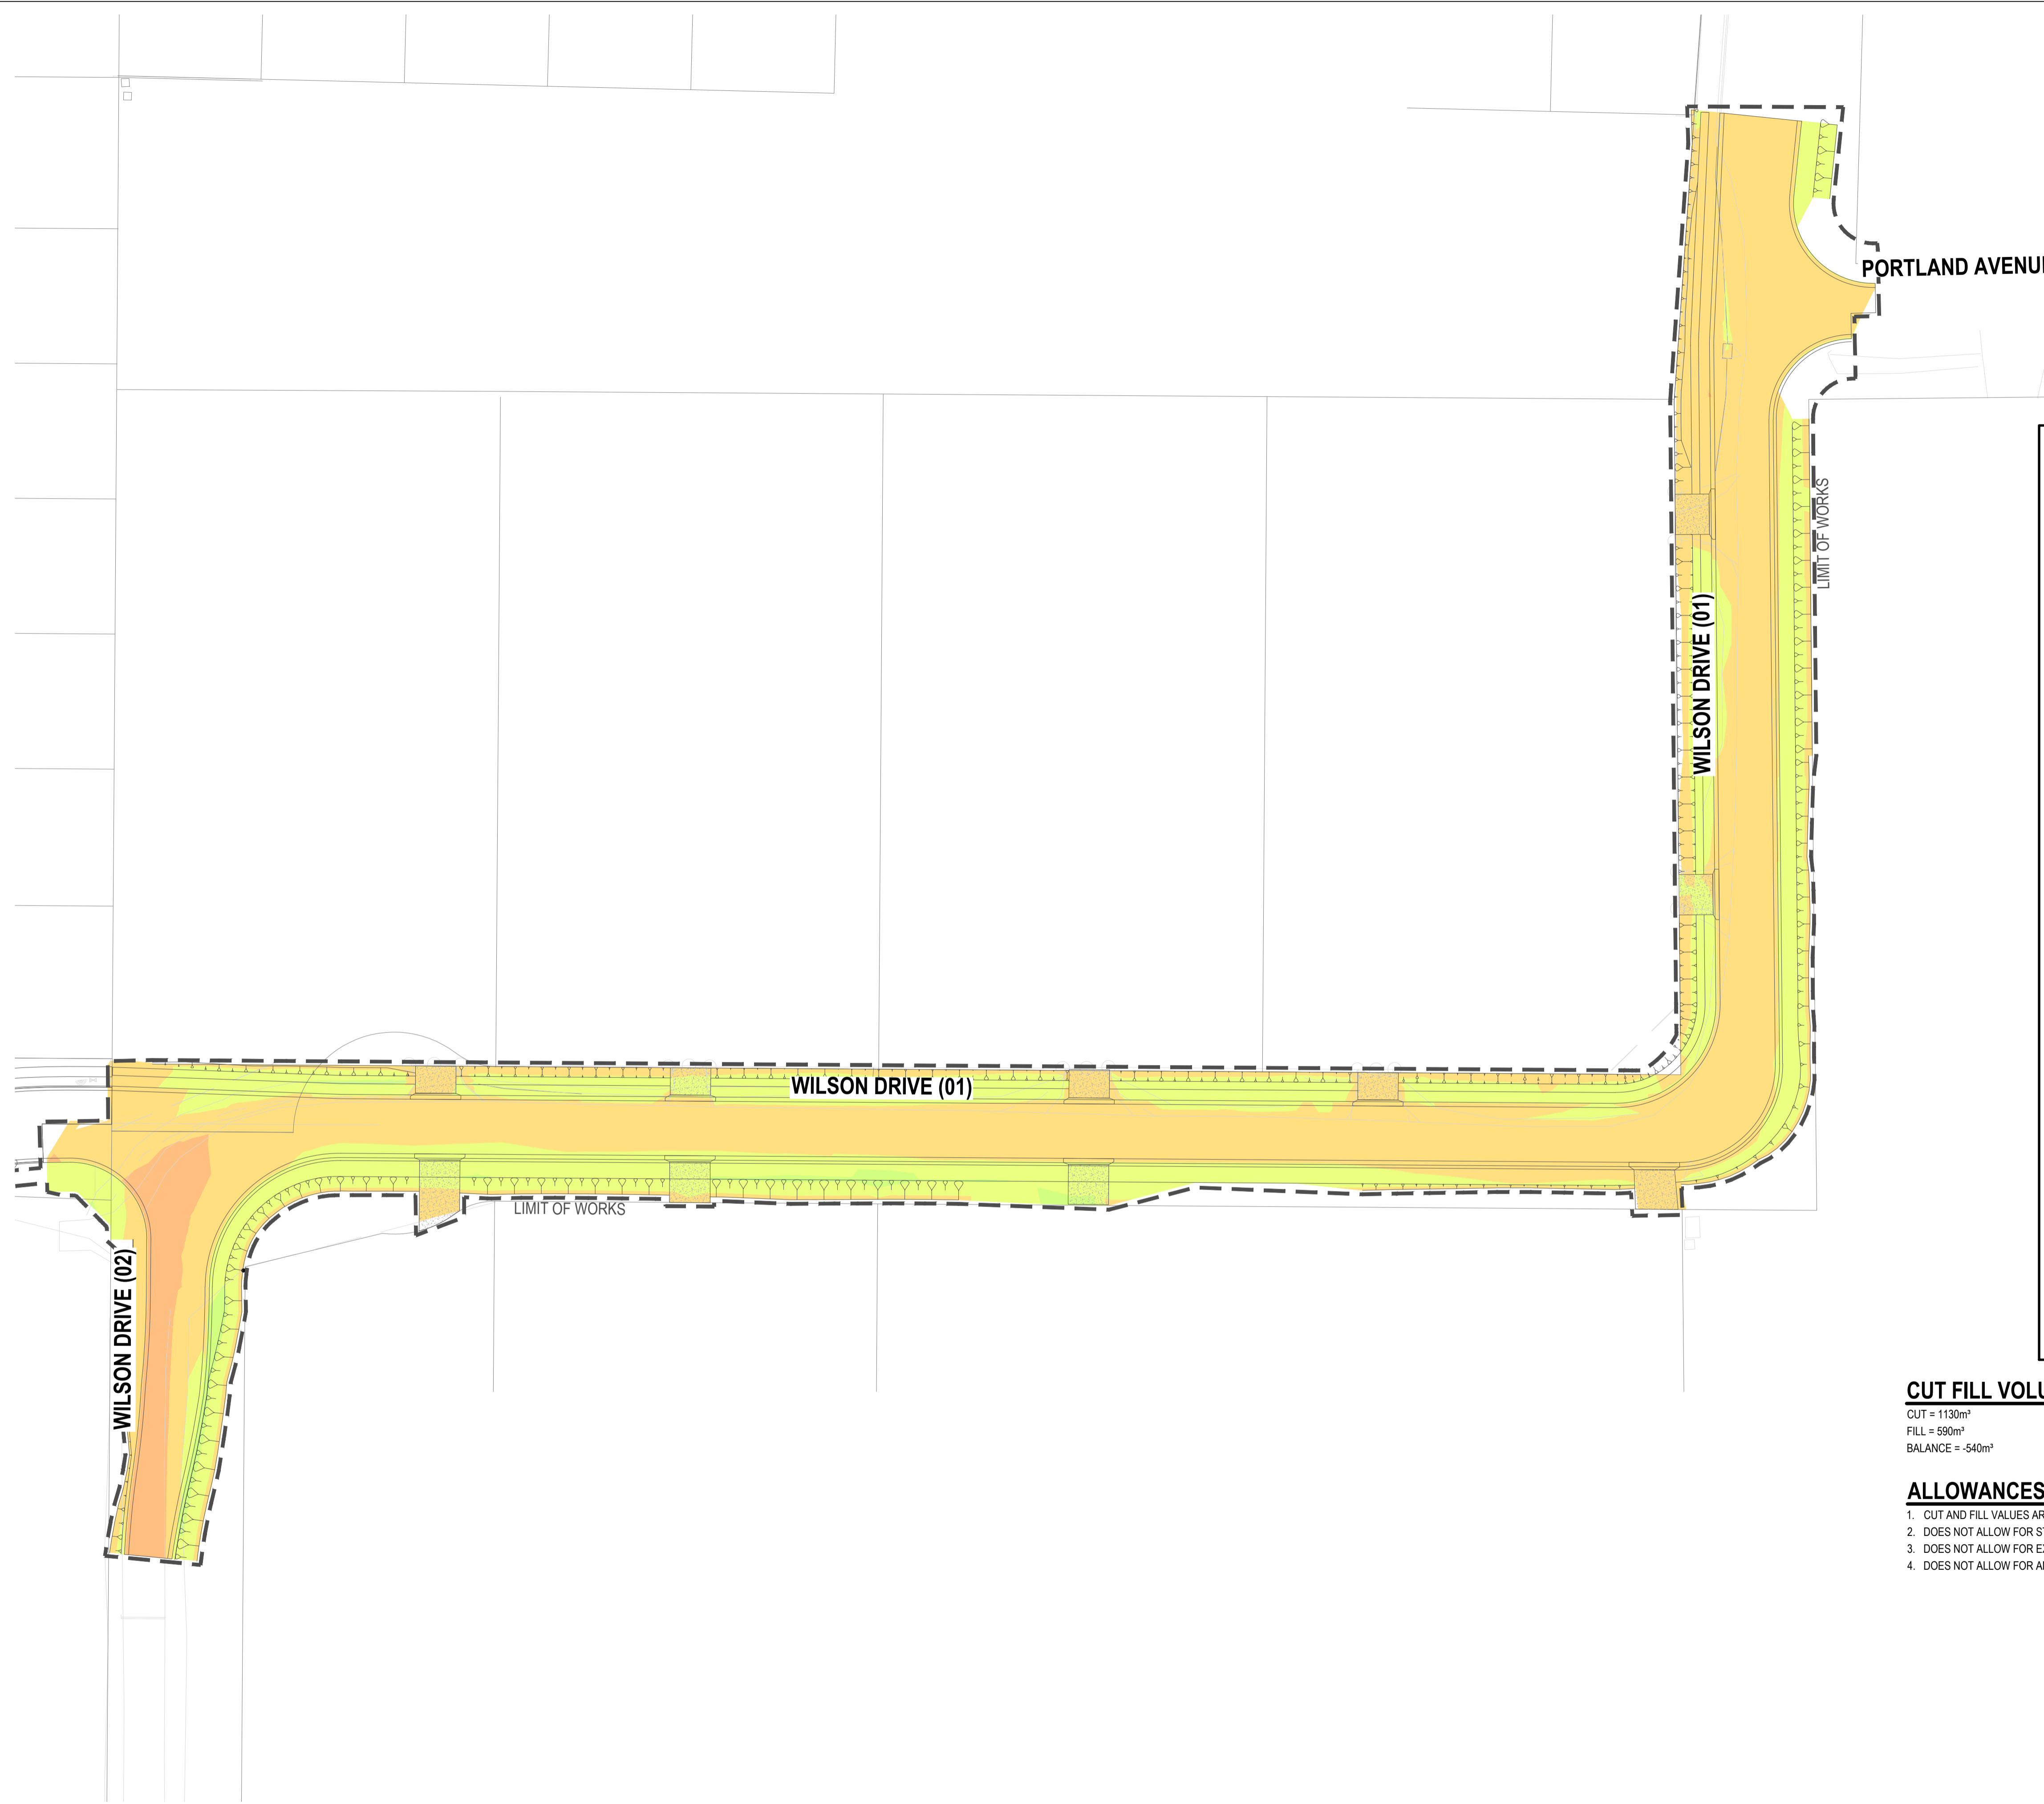 PORTLAND AVENU
LIMIT OF WORKS
WILSON DRIVE (01)
WILSON DRIVE (01)
LIMIT OF WORKS
WILSON DRIVE (02)
CUT FILL VOLU
CUT = 1130m³
FILL = 590m³
BALANCE = -540m³
ALLOWANCES
1. CUT AND FILL VALUES AR
2. DOES NOT ALLOW FOR ST
3. DOES NOT ALLOW FOR E
4. DOES NOT ALLOW FOR A